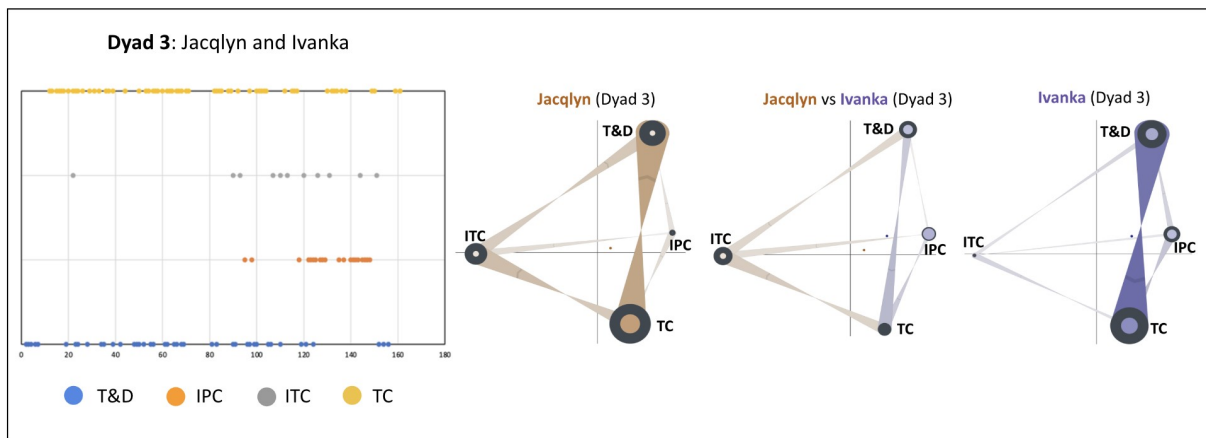 Dyad 3: Jacqlyn and Ivanka
0 20 40 60 80 100 120 140 160 180
T&D IPC ITC TC
Jacqlyn (Dyad 3)
T&D
ITC
IPC
TC
Jacqlyn vs Ivanka (Dyad 3)
T&D
ITC
IPC
TC
Ivanka (Dyad 3)
T&D
ITC
IPC
TC